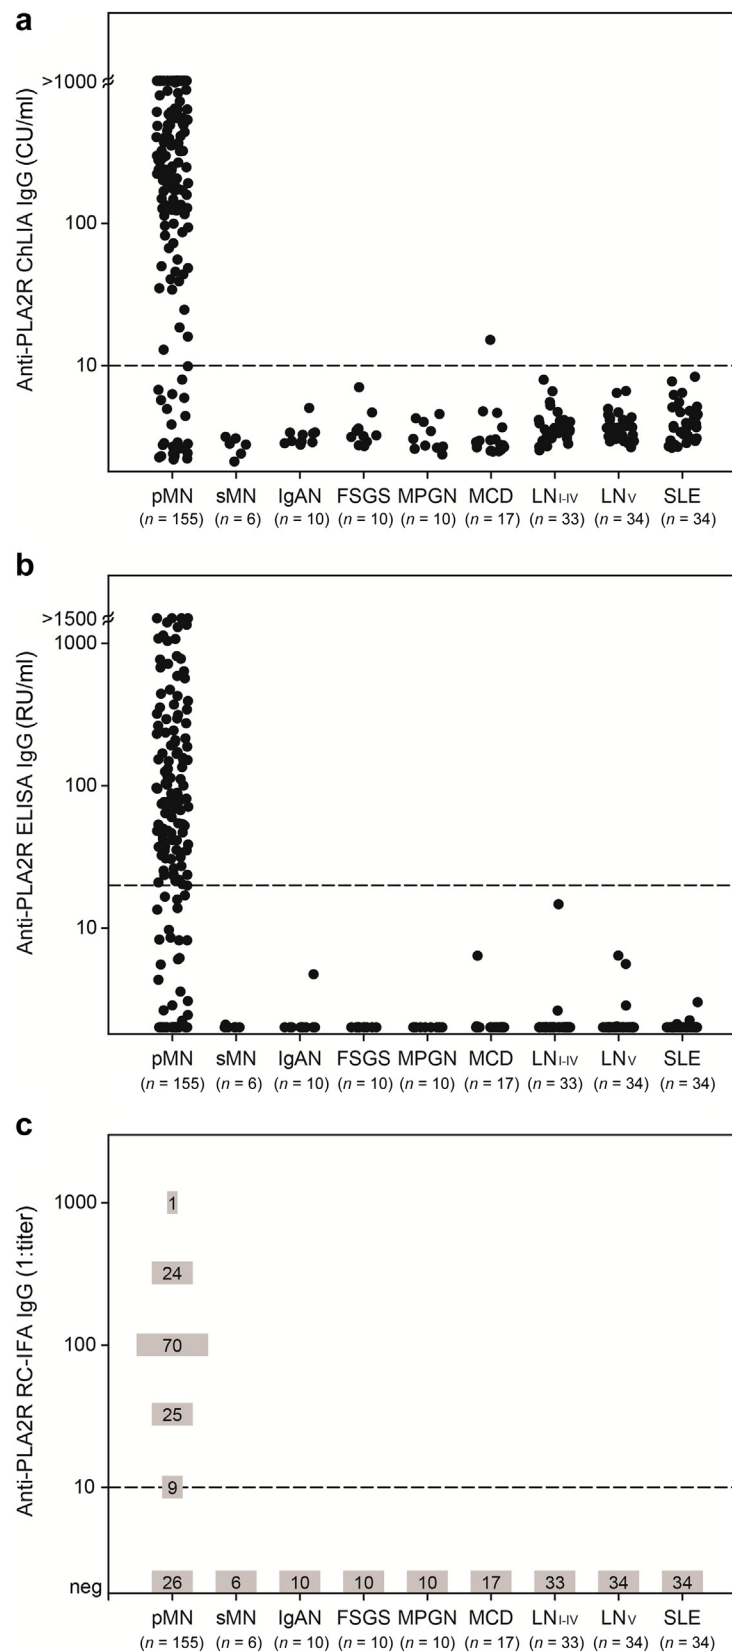 a
Anti-PLA2R ChLIA IgG (CU/ml)
>1000
100
10
pMN sMN IgAN FSGS MPGN MCD LNI-IV LNV SLE
(n = 155) (n = 6) (n = 10) (n = 10) (n = 10) (n = 17) (n = 33) (n = 34) (n = 34)
b
Anti-PLA2R ELISA IgG (RU/ml)
>1500
1000
100
10
pMN sMN IgAN FSGS MPGN MCD LNI-IV LNV SLE
(n = 155) (n = 6) (n = 10) (n = 10) (n = 10) (n = 17) (n = 33) (n = 34) (n = 34)
c
Anti-PLA2R RC-IFA IgG (1:titer)
1000 1
24
100 70
25
10 9
neg 26 6 10 10 10 17 33 34 34
pMN sMN IgAN FSGS MPGN MCD LNI-IV LNV SLE
(n = 155) (n = 6) (n = 10) (n = 10) (n = 10) (n = 17) (n = 33) (n = 34) (n = 34)